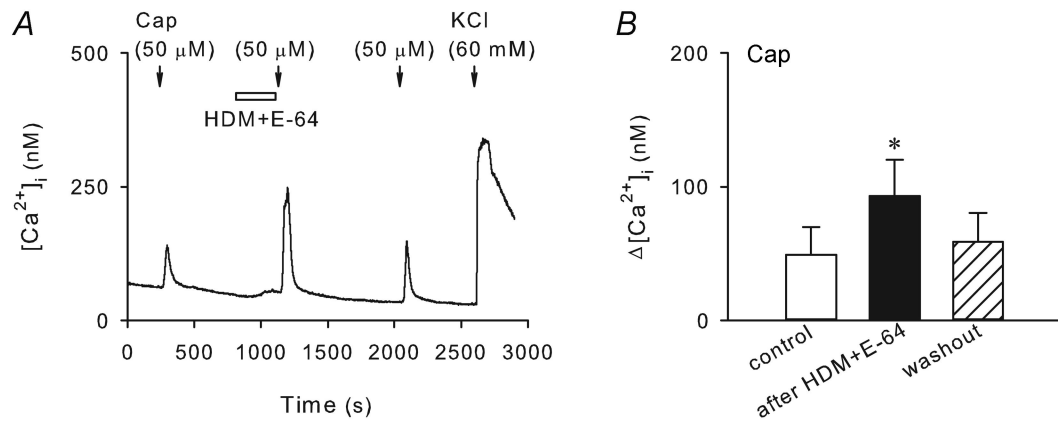 A
Cap
KCl
(50 μM)
(50 μM)
(50 μM)
(60 mM)
HDM+E-64
500
250
0
[Ca2+]i (nM)
0
500
1000
1500
2000
2500
3000
Time (s)
B
Cap
200
100
0
Δ[Ca2+]i (nM)
*
control
after HDM+E-64
washout